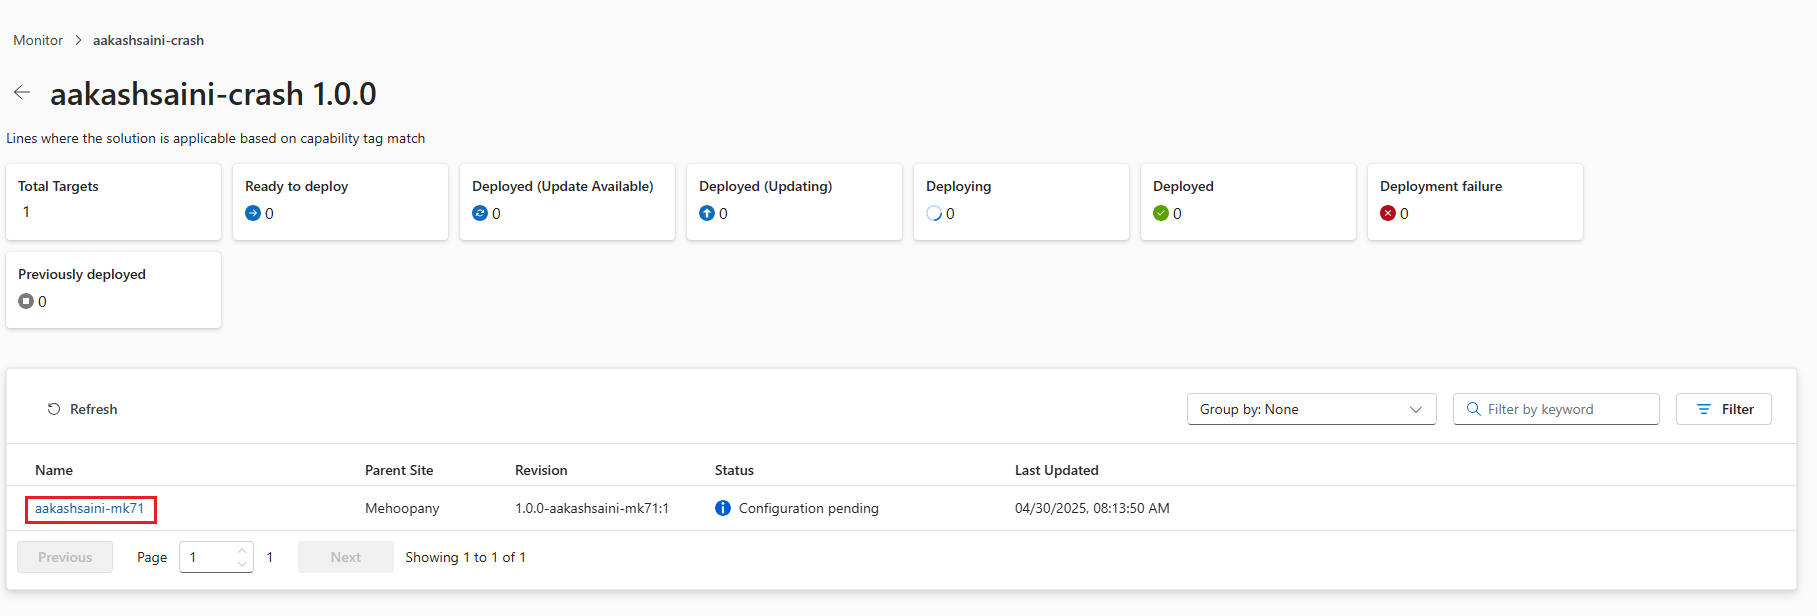 Monitor > aakashsaini-crash
aakashsaini-crash 1.0.0
Lines where the solution is applicable based on capability tag match
Total Targets
1
Ready to deploy
0
Deployed (Update Available)
0
Deployed (Updating)
0
Deploying
0
Deployed
0
Deployment failure
0
Previously deployed
0
Refresh
Group by: None
Filter by keyword
Filter
Name Parent Site Revision Status Last Updated
aakashsaini-mk71 Mehoopany 1.0.0-aakashsaini-mk71:1 Configuration pending 04/30/2025, 08:13:50 AM
Previous Page 1 1 Next Showing 1 to 1 of 1